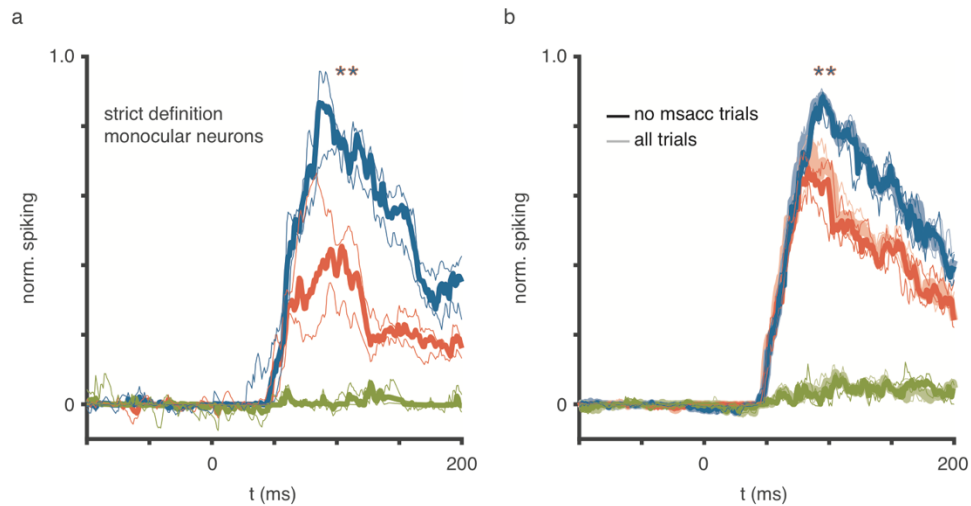 a
1.0
**
strict definition
monocular neurons
norm. spiking
0
0
200
t (ms)
b
1.0
**
no msacc trials
all trials
norm. spiking
0
0
200
t (ms)